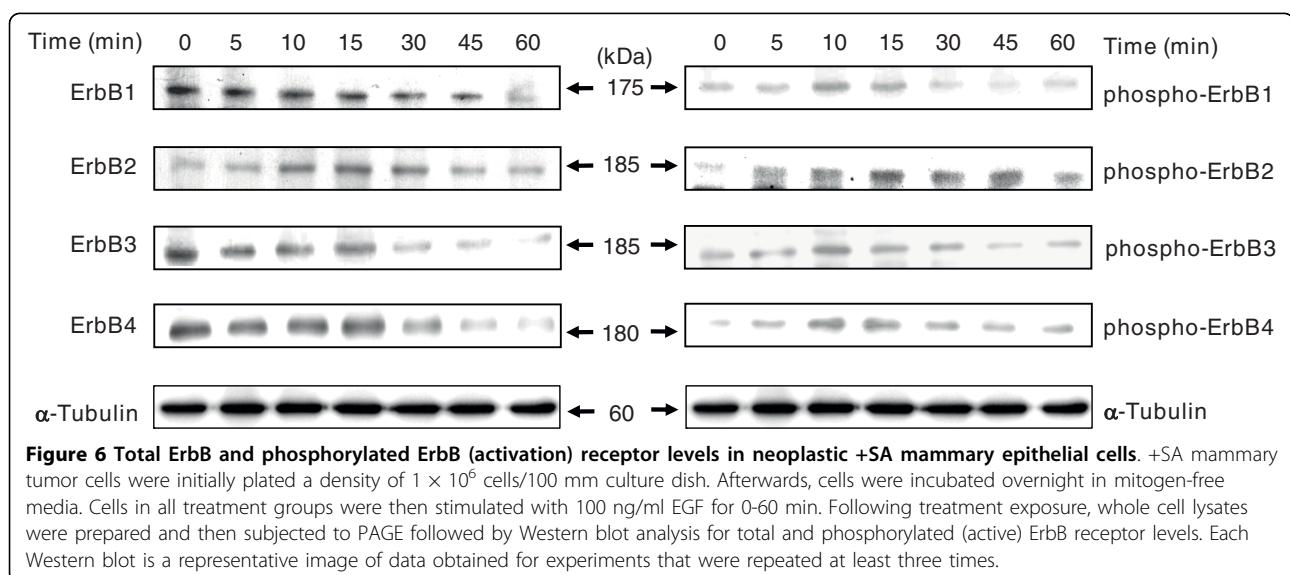 Time (min) 0 5 10 15 30 45 60 (kDa) 0 5 10 15 30 45 60 Time (min)
ErbB1 175 phospho-ErbB1
ErbB2 185 phospho-ErbB2
ErbB3 185 phospho-ErbB3
ErbB4 180 phospho-ErbB4
α-Tubulin 60 α-Tubulin
Figure 6 Total ErbB and phosphorylated ErbB (activation) receptor levels in neoplastic +SA mammary epithelial cells. +SA mammary
tumor cells were initially plated a density of 1 × 10⁶ cells/100 mm culture dish. Afterwards, cells were incubated overnight in mitogen-free
media. Cells in all treatment groups were then stimulated with 100 ng/ml EGF for 0-60 min. Following treatment exposure, whole cell lysates
were prepared and then subjected to PAGE followed by Western blot analysis for total and phosphorylated (active) ErbB receptor levels. Each
Western blot is a representative image of data obtained for experiments that were repeated at least three times.